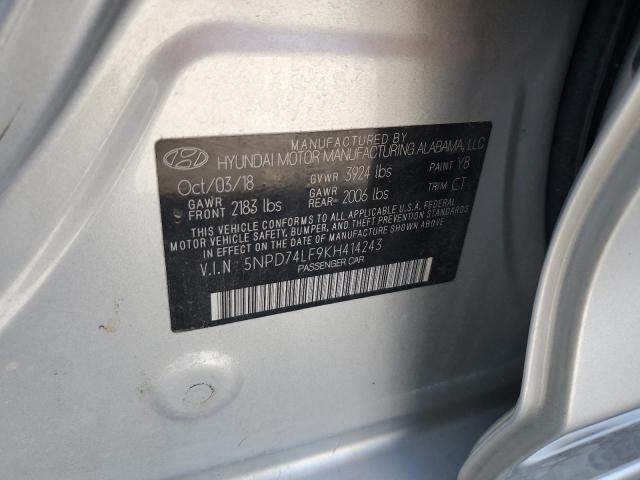 MANUFACTURED BY
HYUNDAI MOTOR MANUFACTURING ALABAMA, LLC
Oct/03/18 GVWR 3924 lbs PAINT Y8
GAWR FRONT 2183 lbs GAWR REAR 2006 lbs TRIM CT
THIS VEHICLE CONFORMS TO ALL APPLICABLE U.S.A. FEDERAL
MOTOR VEHICLE SAFETY, BUMPER, AND THEFT PREVENTION STANDARDS
IN EFFECT ON THE DATE OF MANUFACTURE SHOWN ABOVE
V.I.N 5NPD74LF9KH414243
PASSENGER CAR